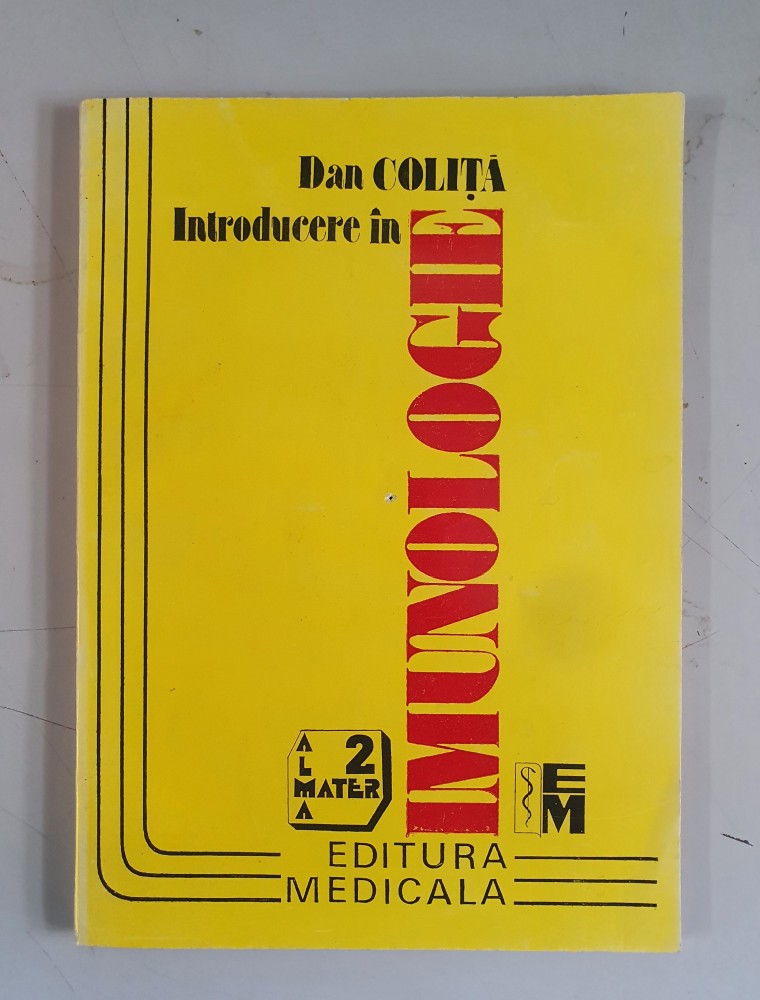 Dan COLIȚĂ
Introducere în
IMUNOLOGIE
ALMA
2
MATER
EM
EDITURA
MEDICALA